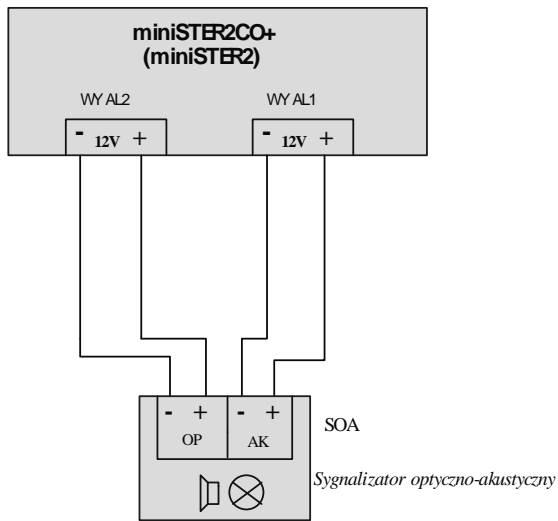 miniSTER2CO+
(miniSTER2)
WY AL2 WY AL1
- 12V + - 12V +
- + - +
OP AK
SOA
Sygnalizator optyczno-akustyczny